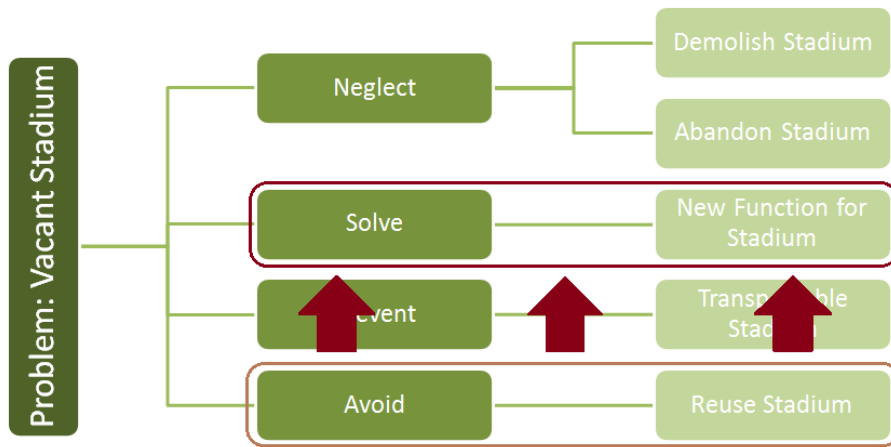 Problem: Vacant Stadium
Neglect
Demolish Stadium
Abandon Stadium
Solve
New Function for
Stadium
Avoid
Reuse Stadium